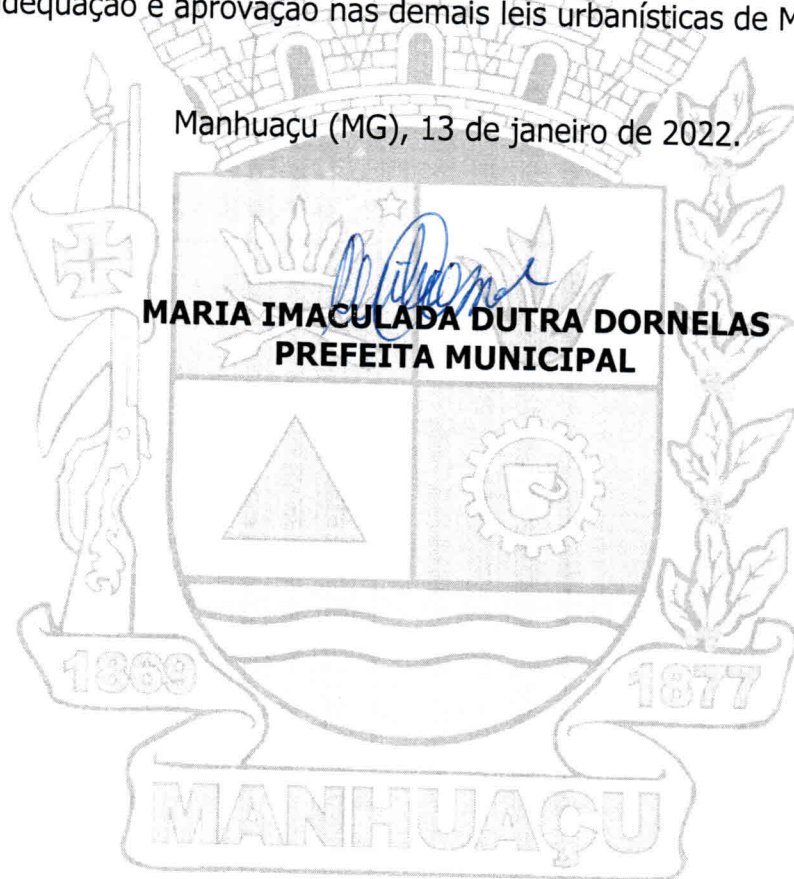 dequação e aprovação nas demais leis urbanísticas de M
Manhuaçu (MG), 13 de janeiro de 2022.
MARIA IMACULADA DUTRA DORNELAS
PREFEITA MUNICIPAL
1869
1877
MANHUAÇU